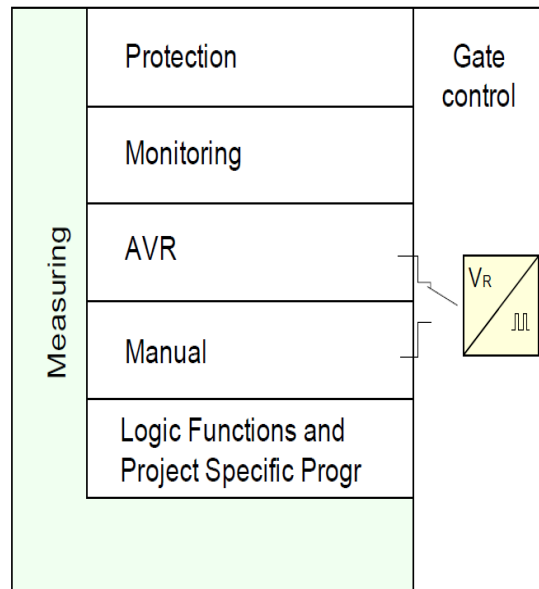 Protection
Gate
control
Monitoring
Measuring
AVR
VR
Manual
Logic Functions and
Project Specific Progr